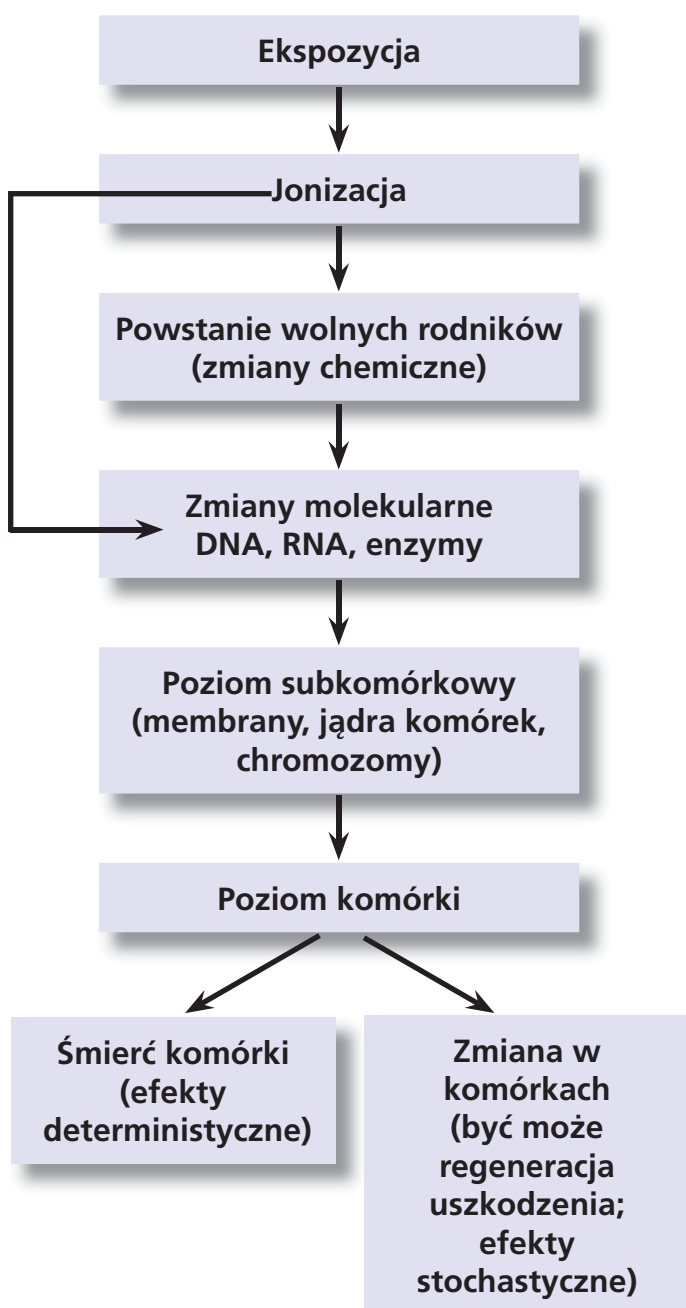 Ekspozycja
Jonizacja
Powstanie wolnych rodników
(zmiany chemiczne)
Zmiany molekularne
DNA, RNA, enzymy
Poziom subkomórkowy
(membrany, jądra komórek,
chromozomy)
Poziom komórki
Śmierć komórki
(efekty
deterministyczne)
Zmiana w
komórkach
(być może
regeneracja
uszkodzenia;
efekty
stochastyczne)